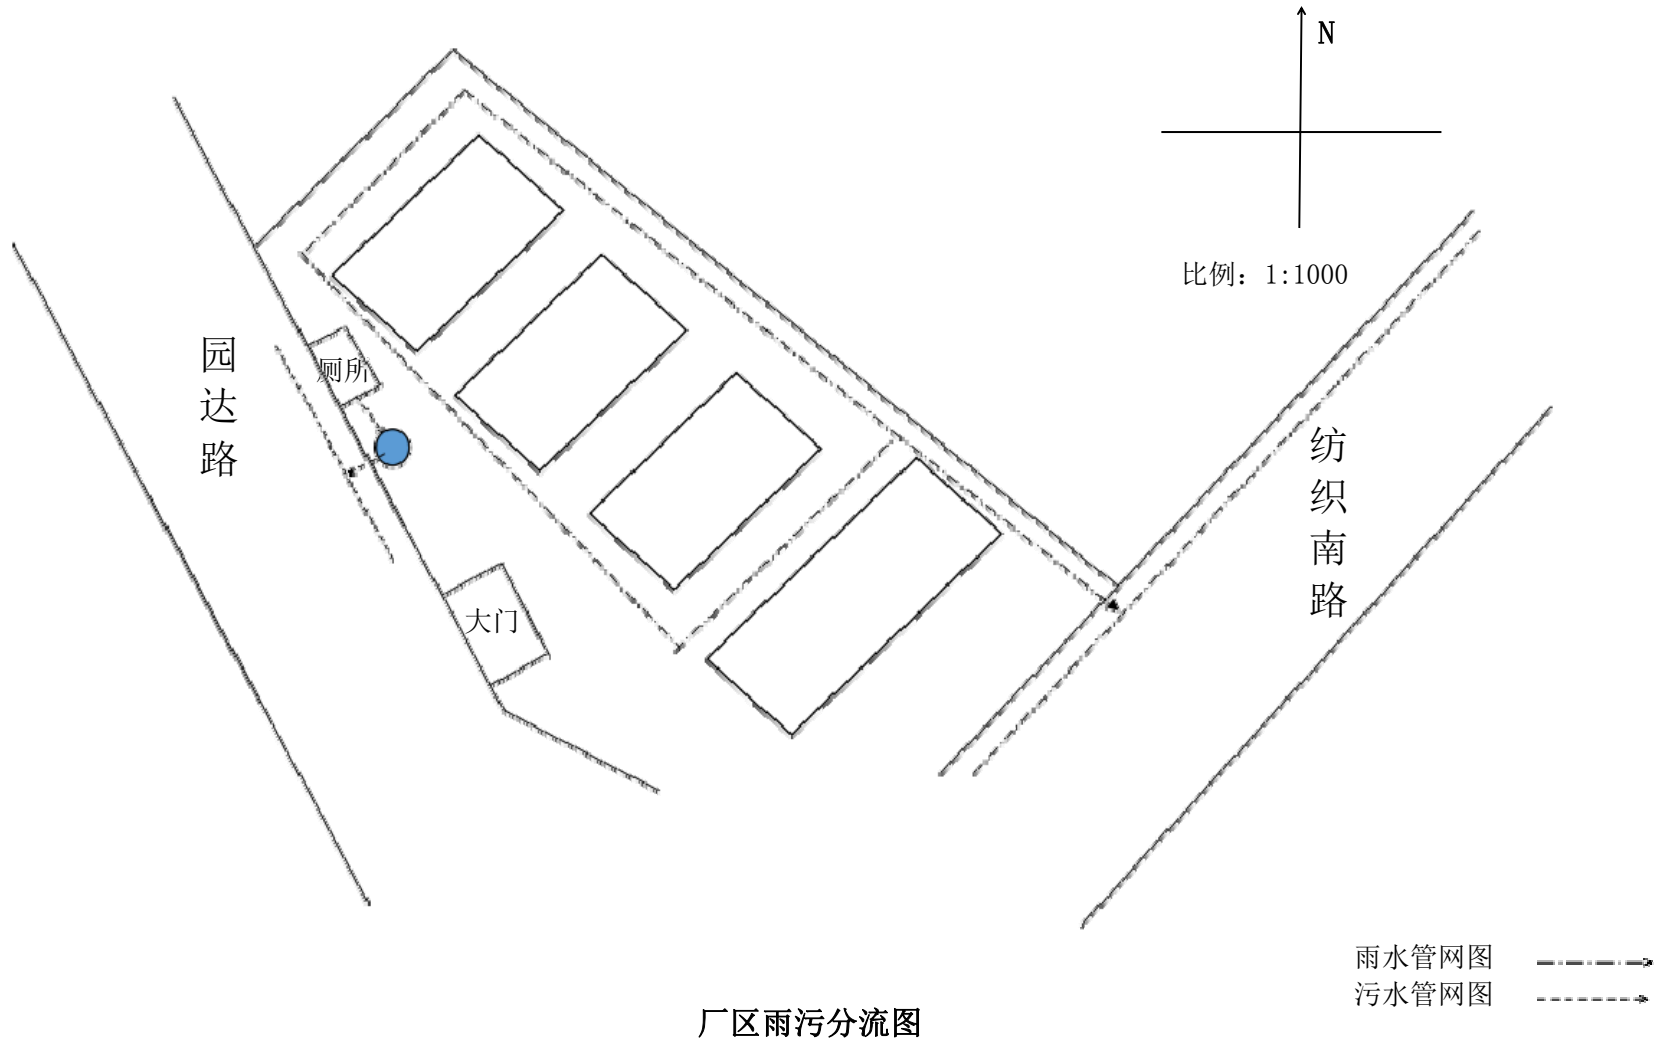 N
比例：1:1000
园达路
厕所
纺织南路
大门
雨水管网图
污水管网图
厂区雨污分流图